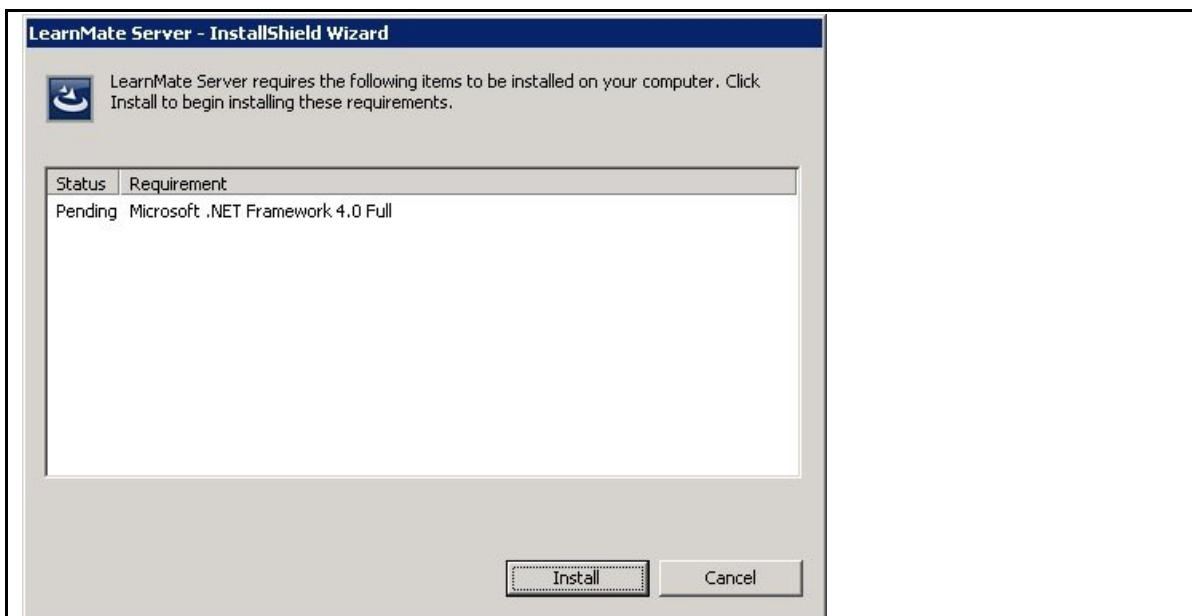 LearnMate Server - InstallShield Wizard
LearnMate Server requires the following items to be installed on your computer. Click
Install to begin installing these requirements.
Status Requirement
Pending Microsoft .NET Framework 4.0 Full
Install Cancel